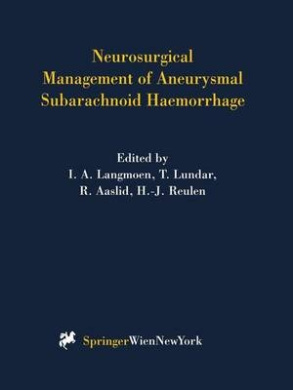 Neurosurgical
Management of Aneurysmal
Subarachnoid Haemorrhage
Edited by
I. A. Langmoen, T. Lundar,
R. Aaslid, H.-J. Reulen
SpringerWienNewYork